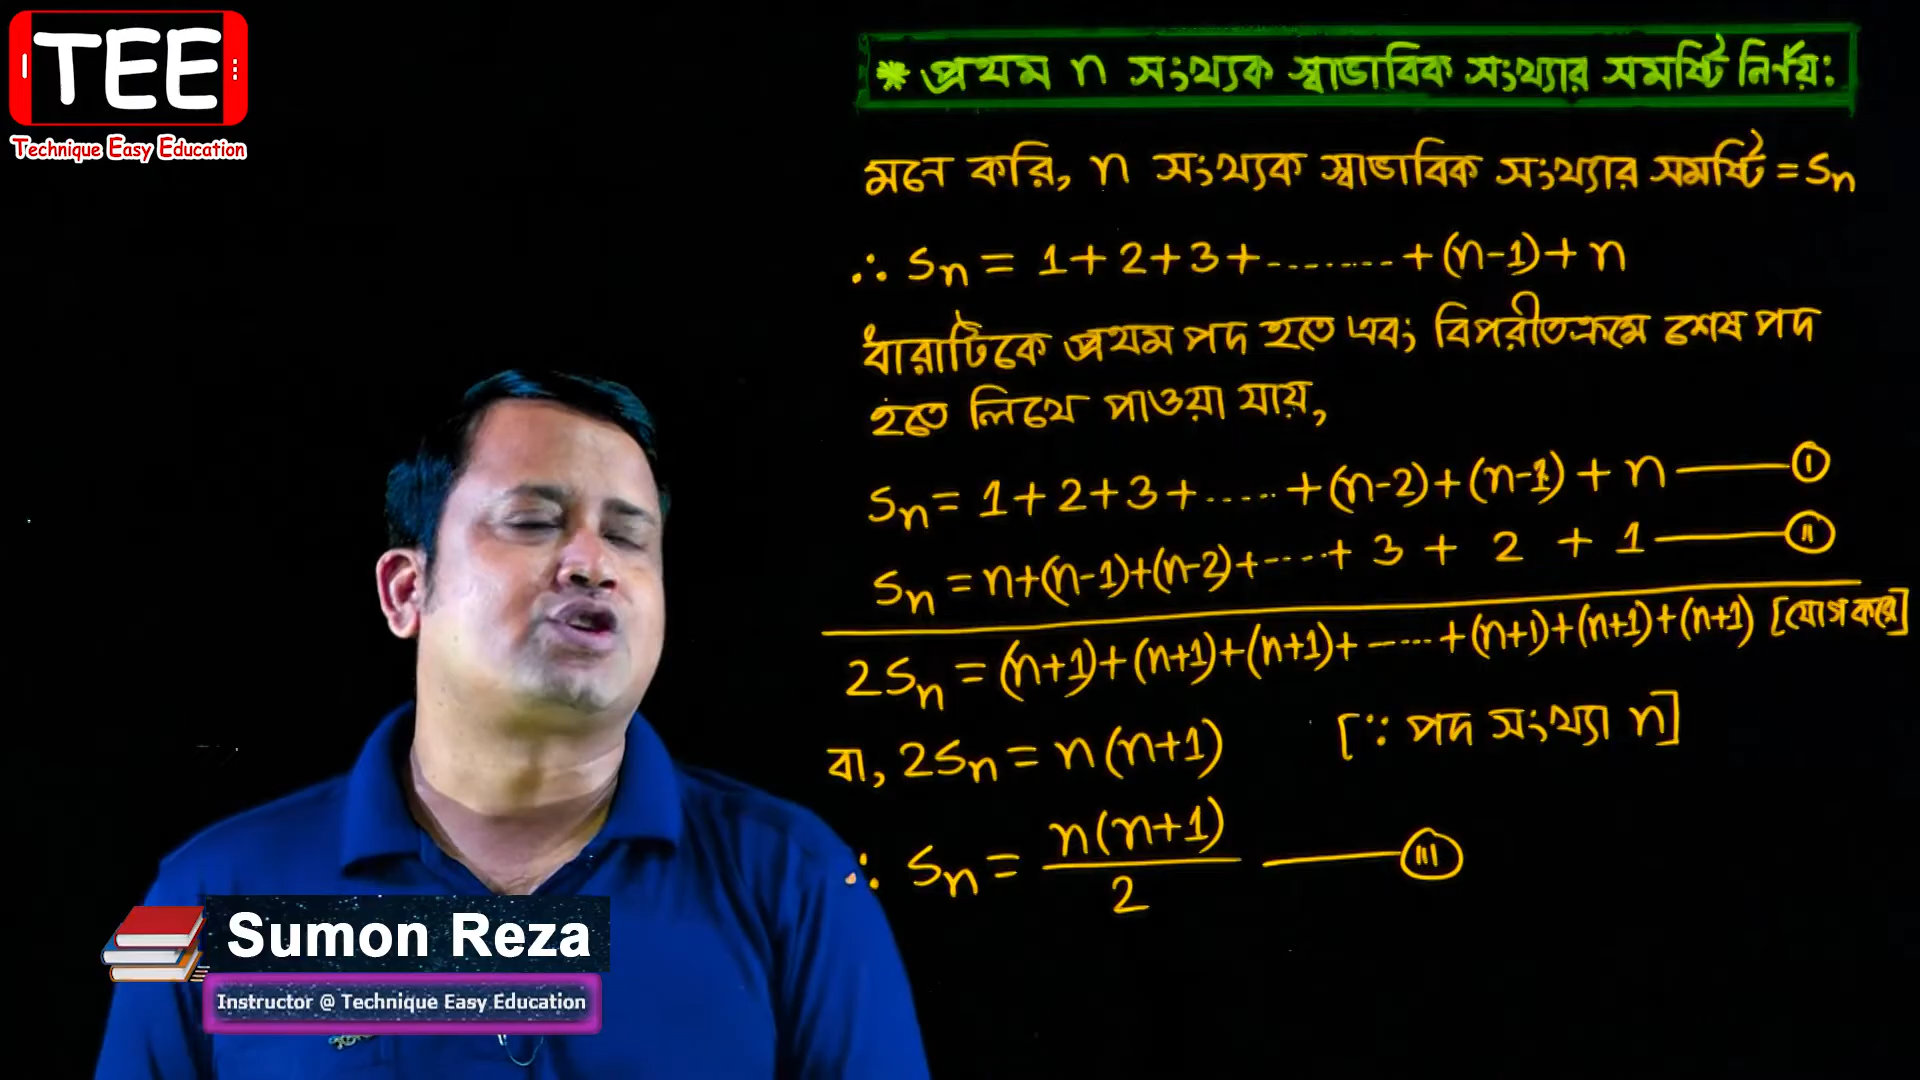 TEE
Technique Easy Education
* প্রথম n সংখ্যক স্বাভাবিক সংখ্যার সমষ্টি নির্ণয়:
মনে করি, n সংখ্যক স্বাভাবিক সংখ্যার সমষ্টি = Sn
∴ Sn = 1+2+3+........+(n-1)+n
ধারাটিকে প্রথম পদ হতে এবং বিপরীতক্রমে শেষ পদ
হতে লিখে পাওয়া যায়,
Sn = 1+2+3+.....+(n-2)+(n-1)+n —— (i)
Sn = n+(n-1)+(n-2)+....+3+2+1 —— (ii)
2Sn = (n+1)+(n+1)+(n+1)+.....+(n+1)+(n+1)+(n+1) [যোগ করে]
বা, 2Sn = n(n+1) [∵ পদ সংখ্যা n]
∴ Sn = n(n+1)/2 —— (iii)
Sumon Reza
Instructor @ Technique Easy Education